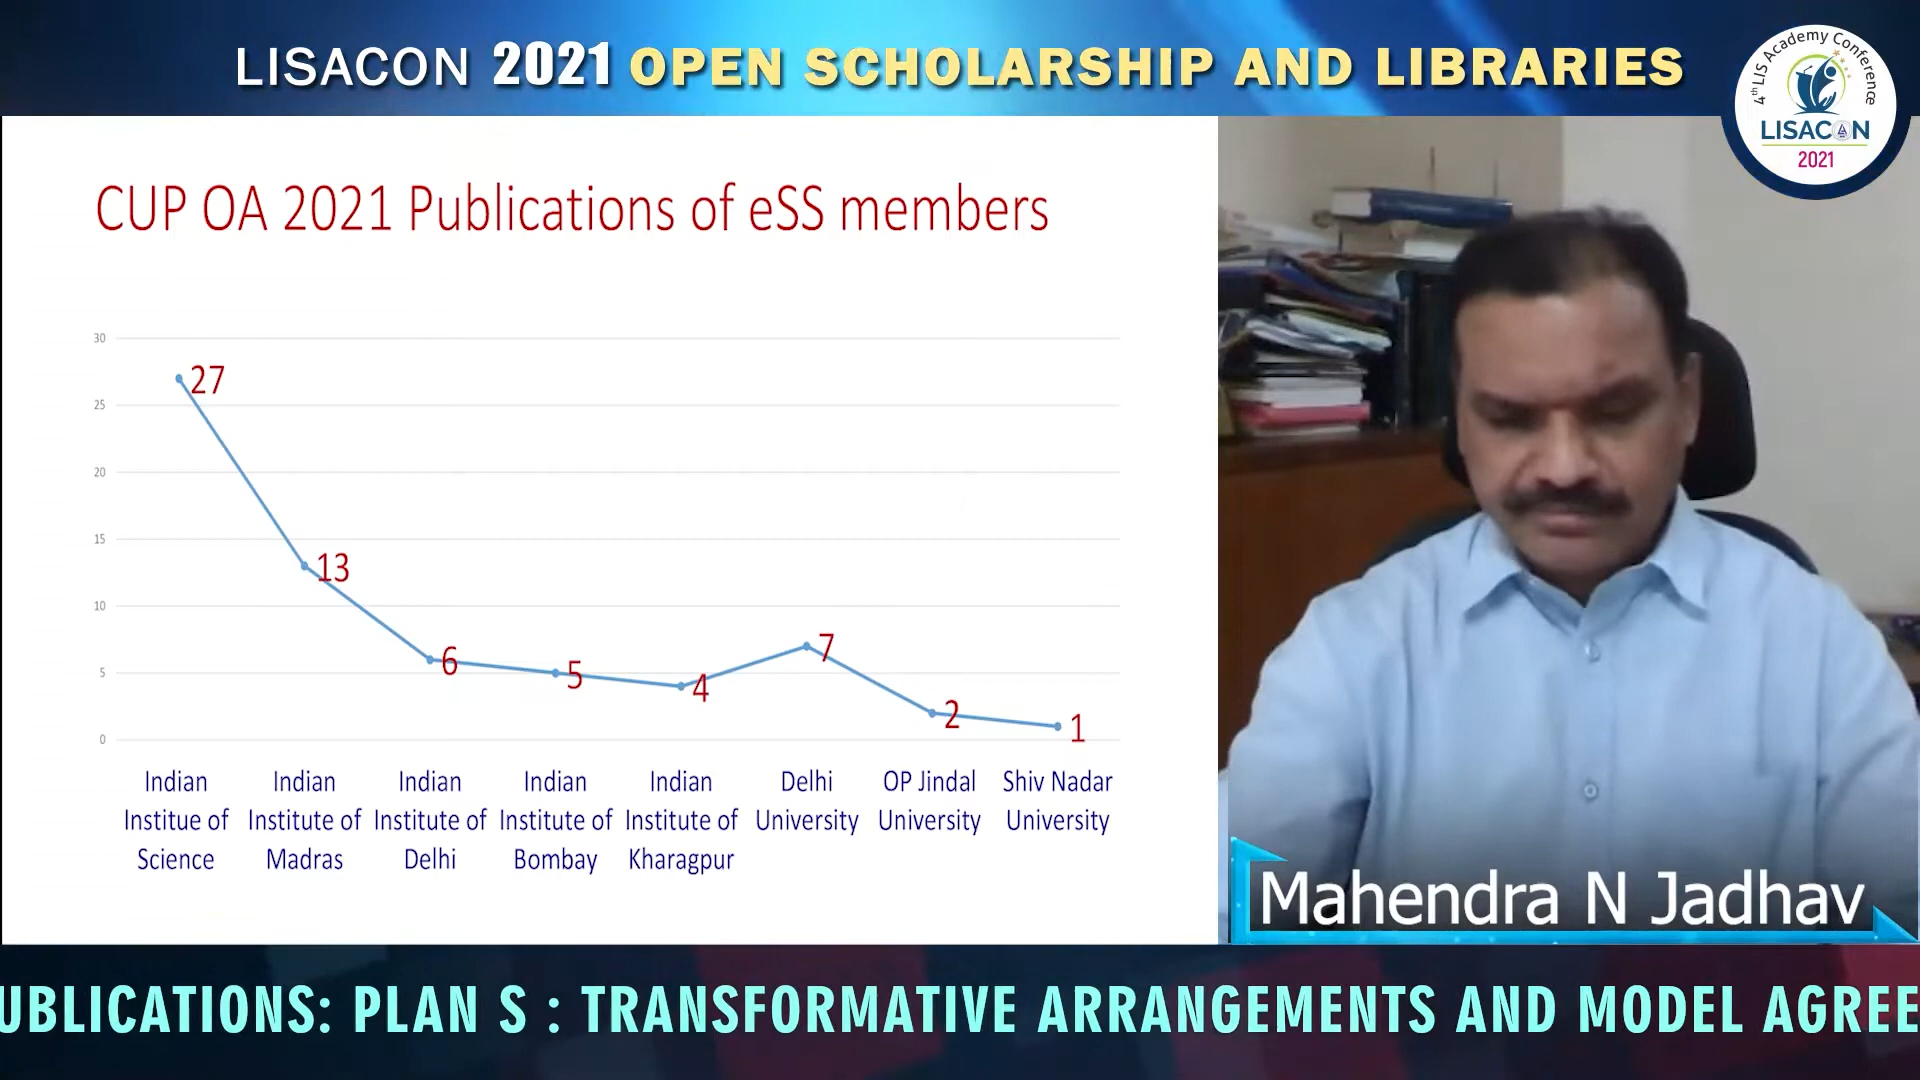 LISACON 2021 OPEN SCHOLARSHIP AND LIBRARIES
4th LIS Academy Conference
LISACON
2021
CUP OA 2021 Publications of eSS members
30
25
20
15
10
5
0
27
13
6
5
4
7
2
1
Indian
Institue of
Science
Indian
Institute of
Madras
Indian
Institute of
Delhi
Indian
Institute of
Bombay
Indian
Institute of
Kharagpur
Delhi
University
OP Jindal
University
Shiv Nadar
University
Mahendra N Jadhav
UBLICATIONS: PLAN S : TRANSFORMATIVE ARRANGEMENTS AND MODEL AGREE